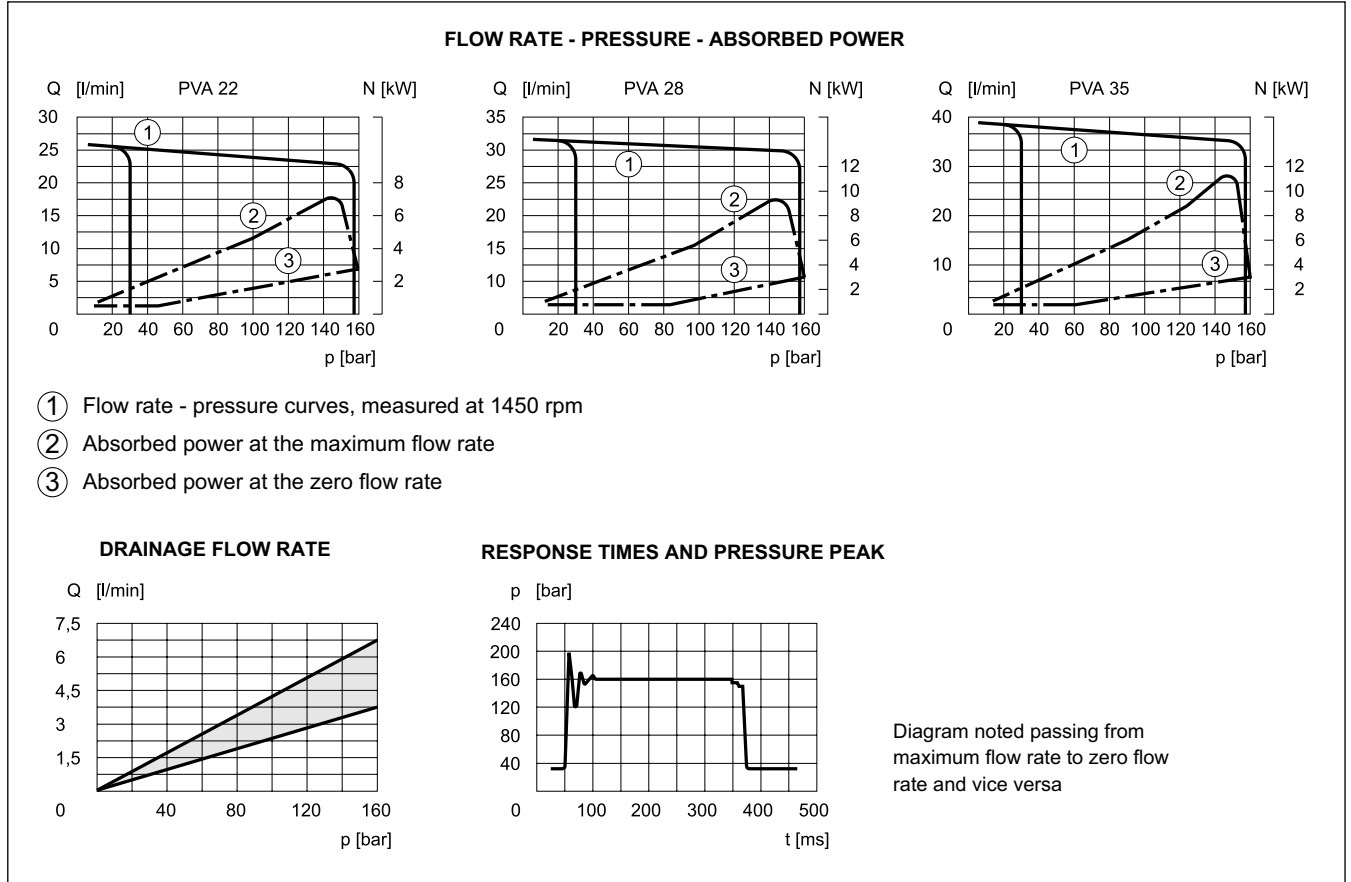 FLOW RATE - PRESSURE - ABSORBED POWER
Q [l/min] PVA 22 N [kW]
30
25
20
15
10
5
0
8
6
4
2
20 40 60 80 100 120 140 160
p [bar]
1
2
3
Q [l/min] PVA 28 N [kW]
35
30
25
20
15
10
0
12
10
8
6
4
2
20 40 60 80 100 120 140 160
p [bar]
1
2
3
Q [l/min] PVA 35 N [kW]
40
30
20
10
0
12
10
8
6
4
2
20 40 60 80 100 120 140 160
p [bar]
1
2
3
1 Flow rate - pressure curves, measured at 1450 rpm
2 Absorbed power at the maximum flow rate
3 Absorbed power at the zero flow rate
DRAINAGE FLOW RATE
Q [l/min]
7,5
6
4,5
3
1,5
0 40 80 120 160
p [bar]
RESPONSE TIMES AND PRESSURE PEAK
p [bar]
240
200
160
120
80
40
0 100 200 300 400 500
t [ms]
Diagram noted passing from
maximum flow rate to zero flow
rate and vice versa